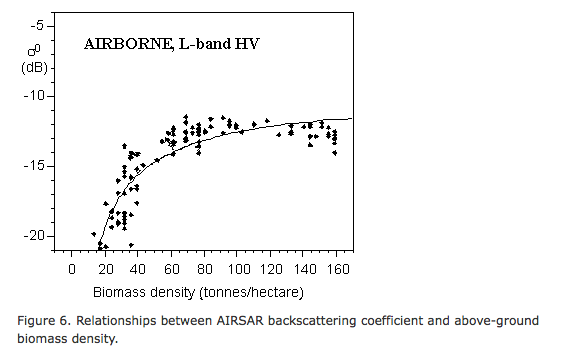 -5
AIRBORNE, L-band HV
σ⁰
(dB)
-10
-15
-20
0 20 40 60 80 100 120 140 160
Biomass density (tonnes/hectare)
Figure 6. Relationships between AIRSAR backscattering coefficient and above-ground
biomass density.